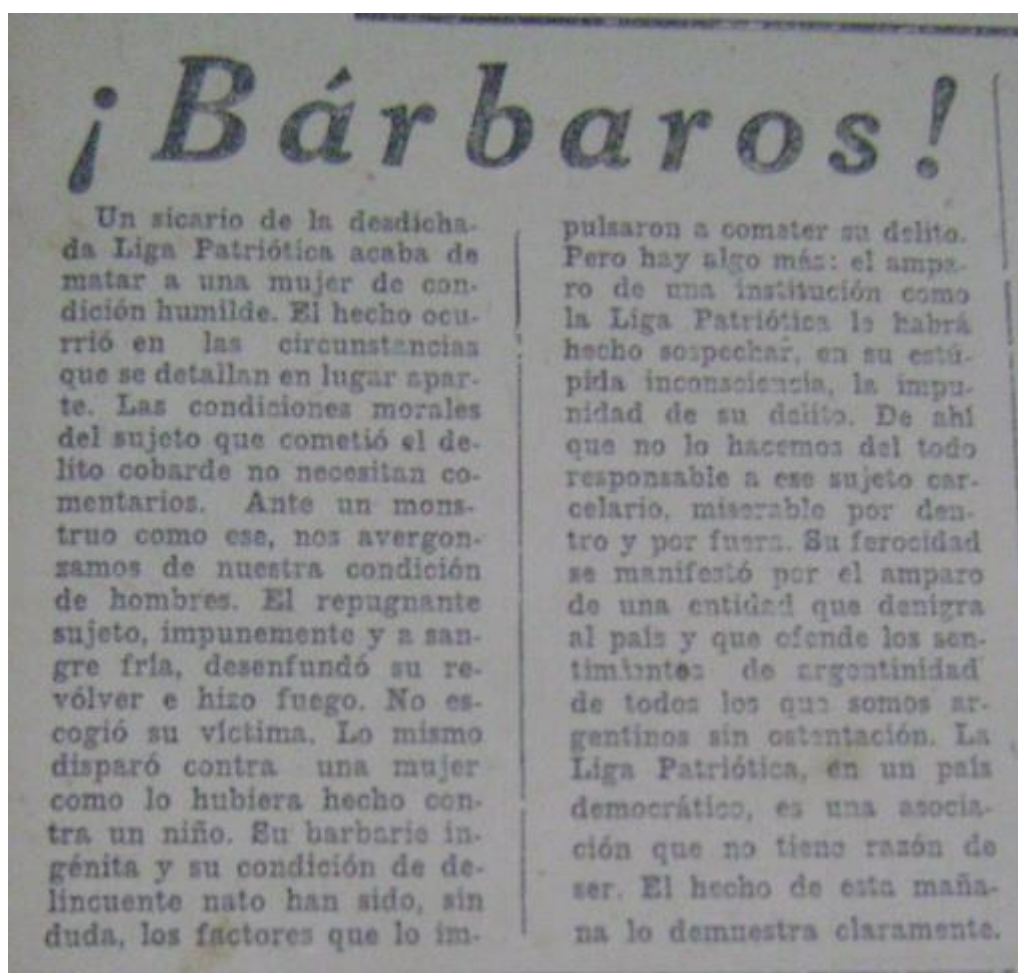 ¡Bárbaros!
Un sicario de la desdicha-
da Liga Patriótica acaba de
matar a una mujer de con-
dición humilde. El hecho ocu-
rrió en las circunstancias
que se detallan en lugar apar-
te. Las condiciones morales
del sujeto que cometió el de-
lito cobarde no necesitan co-
mentarios. Ante un mons-
truo como ese, nos avergon-
zamos de nuestra condición
de hombres. El repugnante
sujeto, impunemente y a san-
gre fría, desenfundó su re-
vólver e hizo fuego. No es-
cogió su víctima. Lo mismo
disparó contra una mujer
como lo hubiera hecho con-
tra un niño. Su barbarie in-
génita y su condición de de-
lincuente nato han sido, sin
duda, los factores que lo im-
pulsaron a cometer su delito.
Pero hay algo más: el ampa-
ro de una institución como
la Liga Patriótica le habrá
hecho sospechar, en su estú-
pida inconsciencia, la impu-
nidad de su delito. De ahí
que no lo hacemos del todo
responsable a ese sujeto car-
celario, miserable por den-
tro y por fuera. Su ferocidad
se manifestó por el amparo
de una entidad que denigra
al país y que ofende los sen-
timientos de argentinidad
de todos los que somos ar-
gentinos sin ostentación. La
Liga Patriótica, en un país
democrático, es una asocia-
ción que no tiene razón de
ser. El hecho de esta maña-
na lo demuestra claramente.